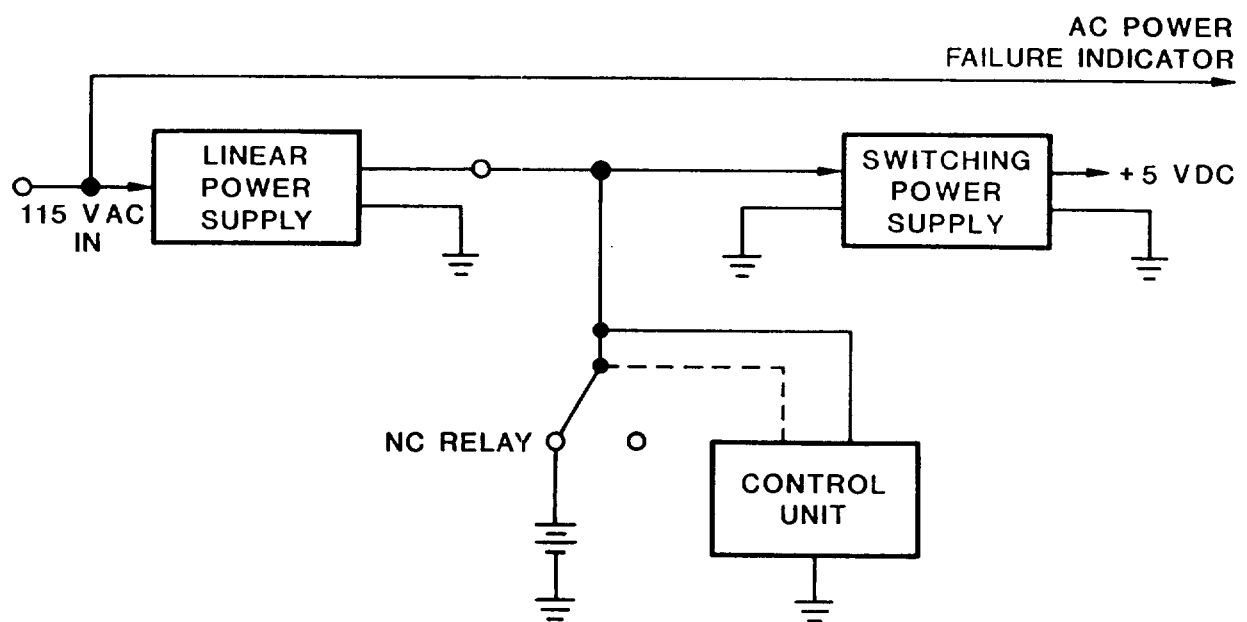 AC POWER
FAILURE INDICATOR
LINEAR
POWER
SUPPLY
SWITCHING
POWER
SUPPLY
+5 VDC
115 VAC
IN
NC RELAY
CONTROL
UNIT